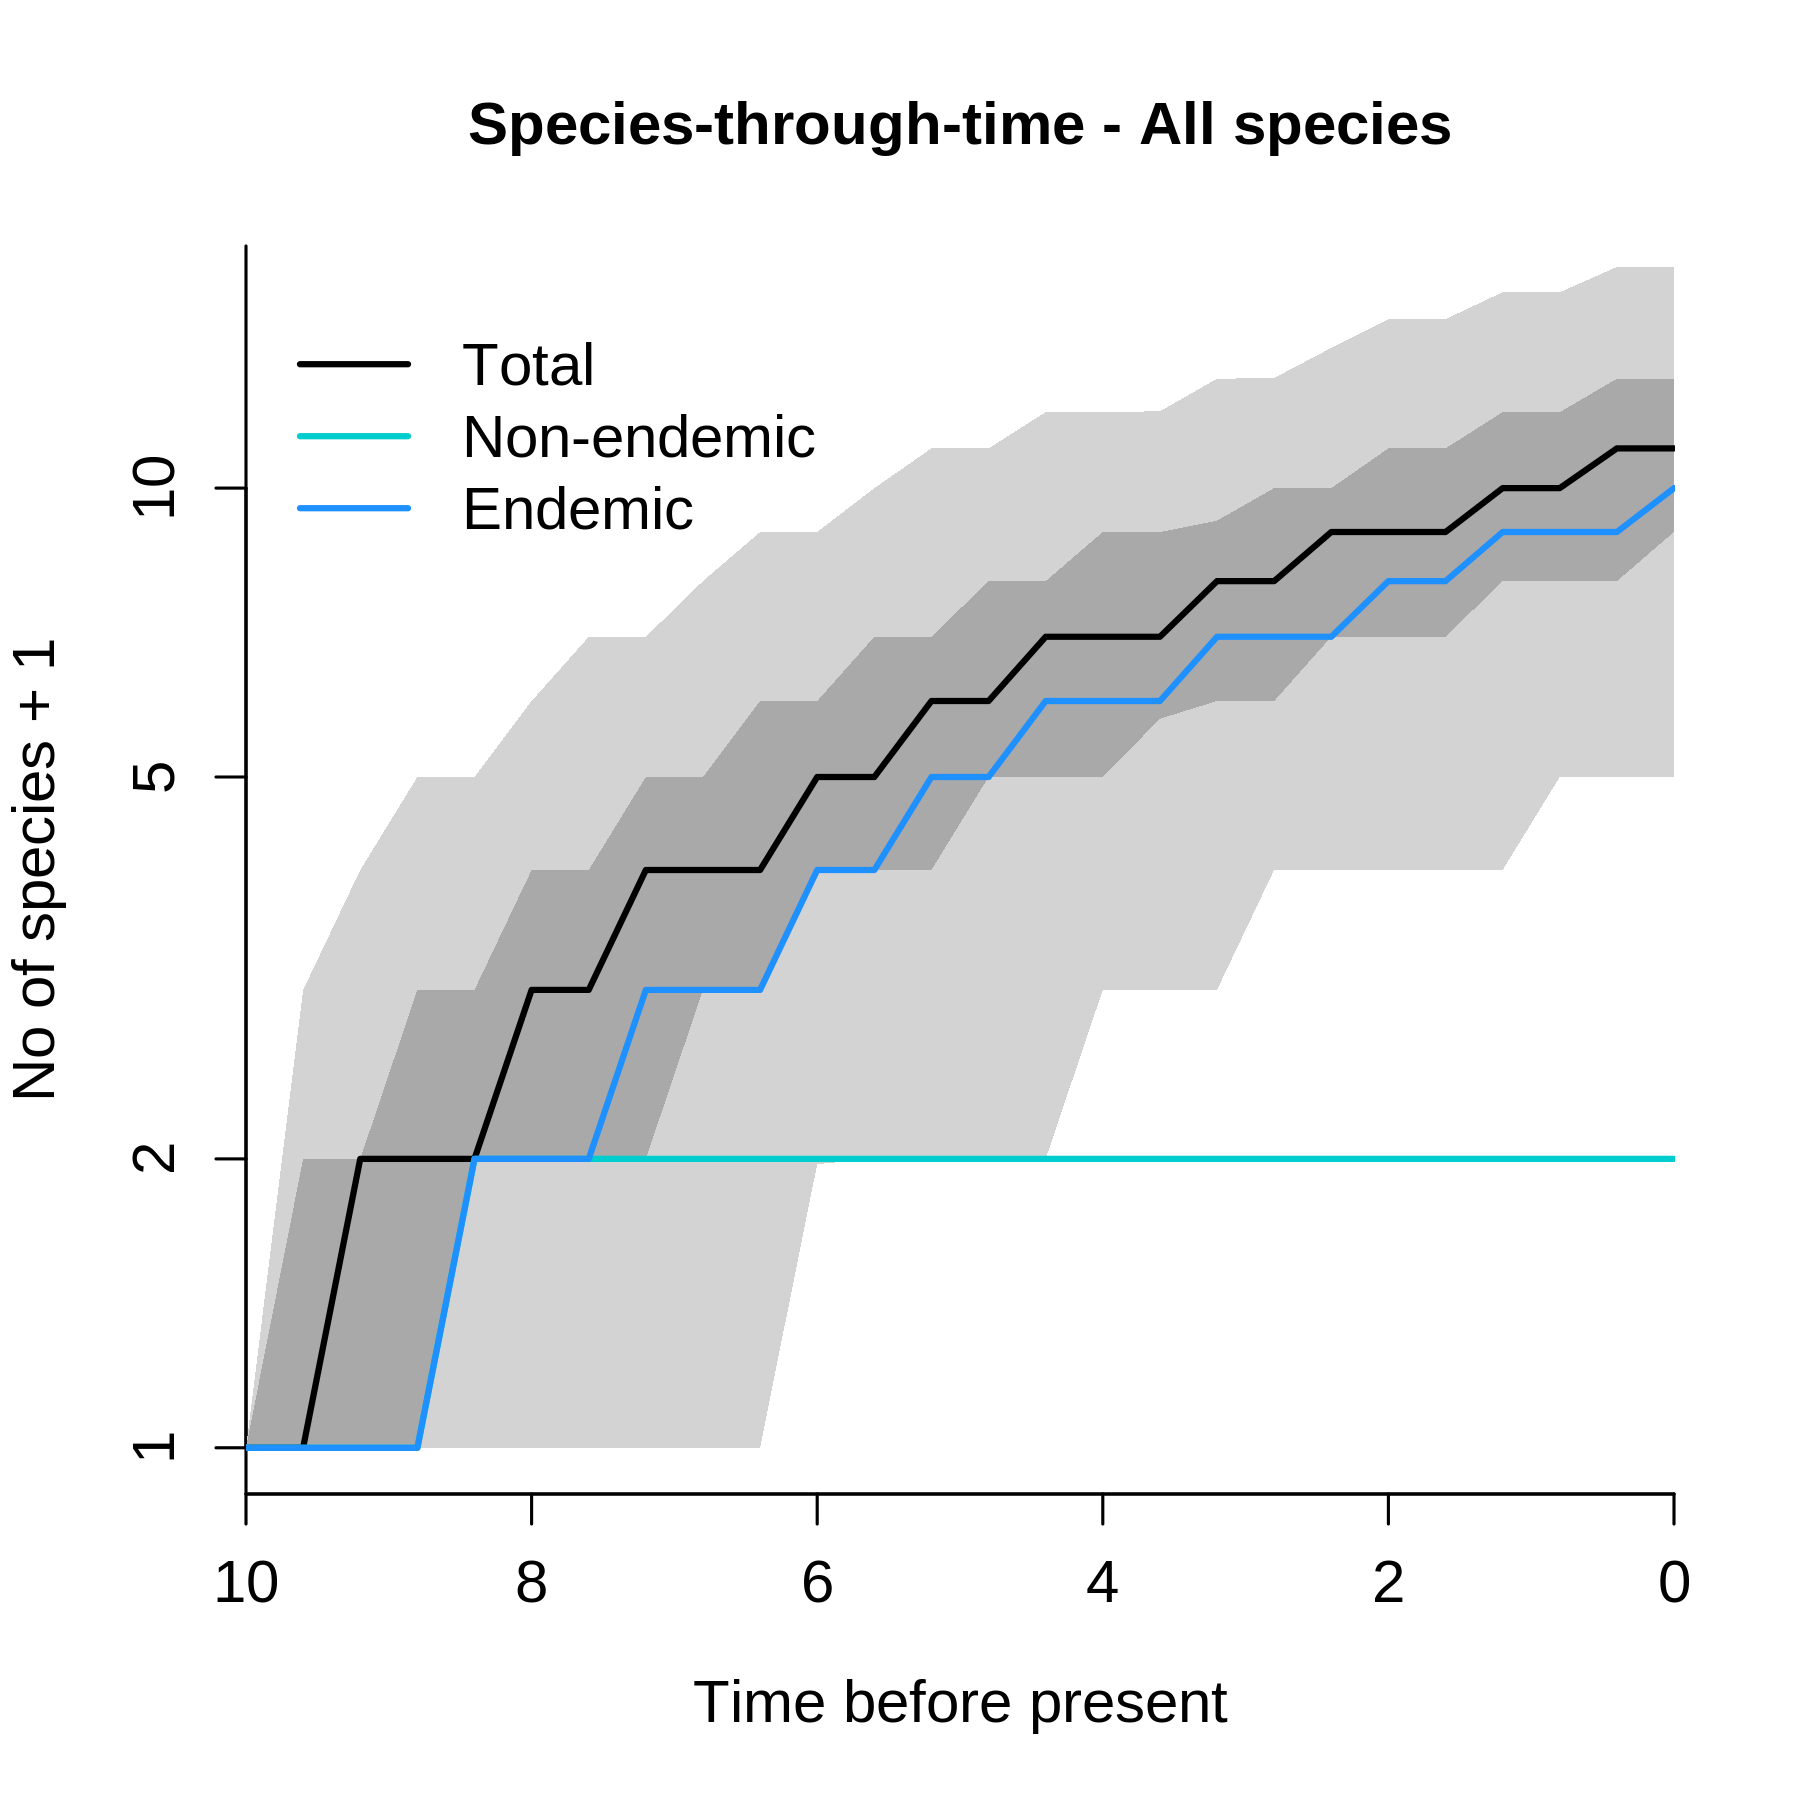 Species-through-time - All species
Total
Non-endemic
Endemic
No of species + 1
10
5
2
1
10 8 6 4 2 0
Time before present